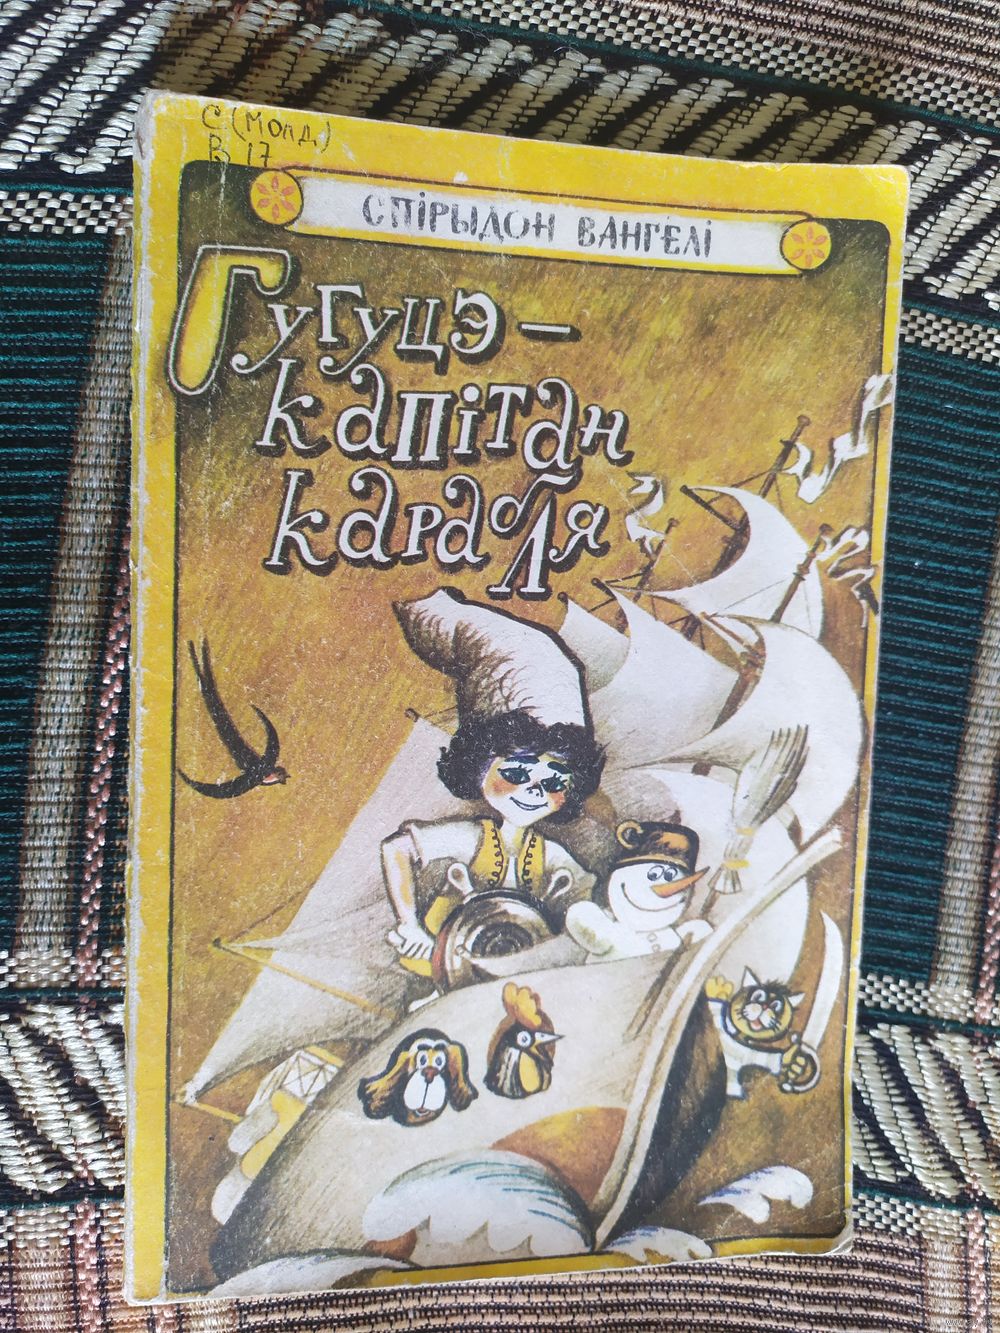 С (Молд)
В 17
СПІРЫДОН ВАНГЕЛІ
Гугуцэ —
капітан
карабля